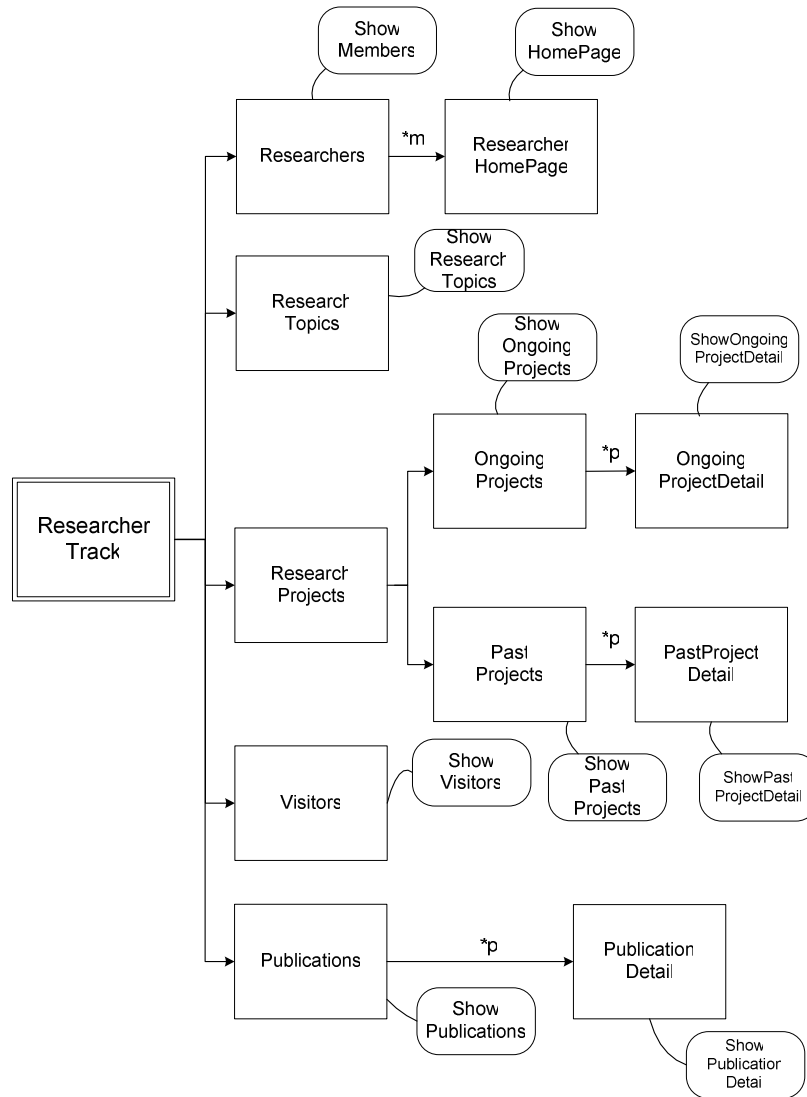 Show
Members
Show
HomePage
Researchers
*m
Researcher
HomePage
Show
Research
Topics
Research
Topics
Show
Ongoing
Projects
ShowOngoing
ProjectDetail
Ongoing
Projects
*p
Ongoing
ProjectDetail
Researcher
Track
Research
Projects
Past
Projects
*p
PastProject
Detail
Show
Visitors
Show
Past
Projects
ShowPast
ProjectDetail
Visitors
Publications
*p
Publication
Detail
Show
Publications
Show
Publication
Detail